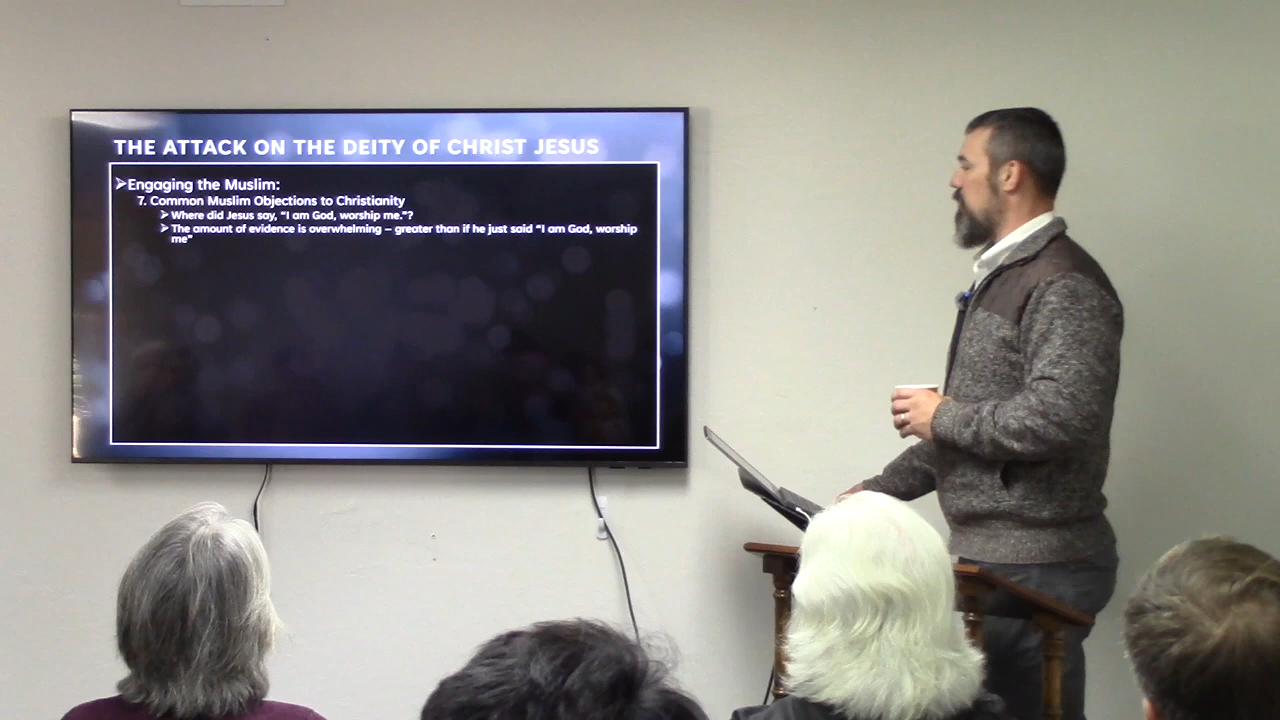 THE ATTACK ON THE DEITY OF CHRIST JESUS
➢Engaging the Muslim:
7. Common Muslim Objections to Christianity
➢Where did Jesus say, “I am God, worship me.”?
➢The amount of evidence is overwhelming – greater than if he just said “I am God, worship
me”